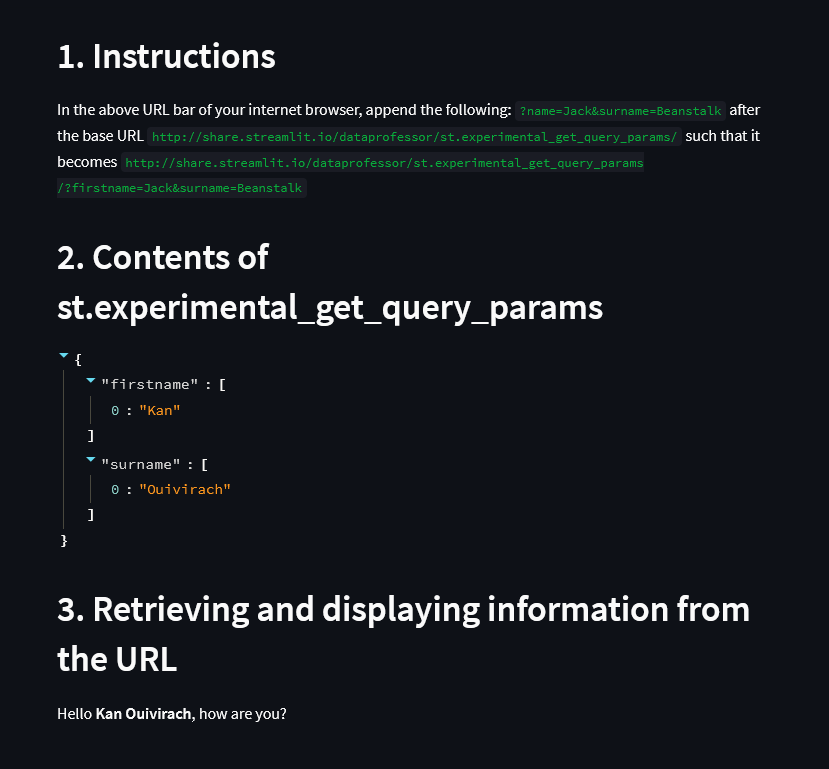 1. Instructions
In the above URL bar of your internet browser, append the following: ?name=Jack&surname=Beanstalk after
the base URL http://share.streamlit.io/dataprofessor/st.experimental_get_query_params/ such that it
becomes http://share.streamlit.io/dataprofessor/st.experimental_get_query_params
/?firstname=Jack&surname=Beanstalk
2. Contents of
st.experimental_get_query_params
{
"firstname" : [
0 : "Kan"
]
"surname" : [
0 : "Ouivirach"
]
}
3. Retrieving and displaying information from
the URL
Hello Kan Ouivirach, how are you?